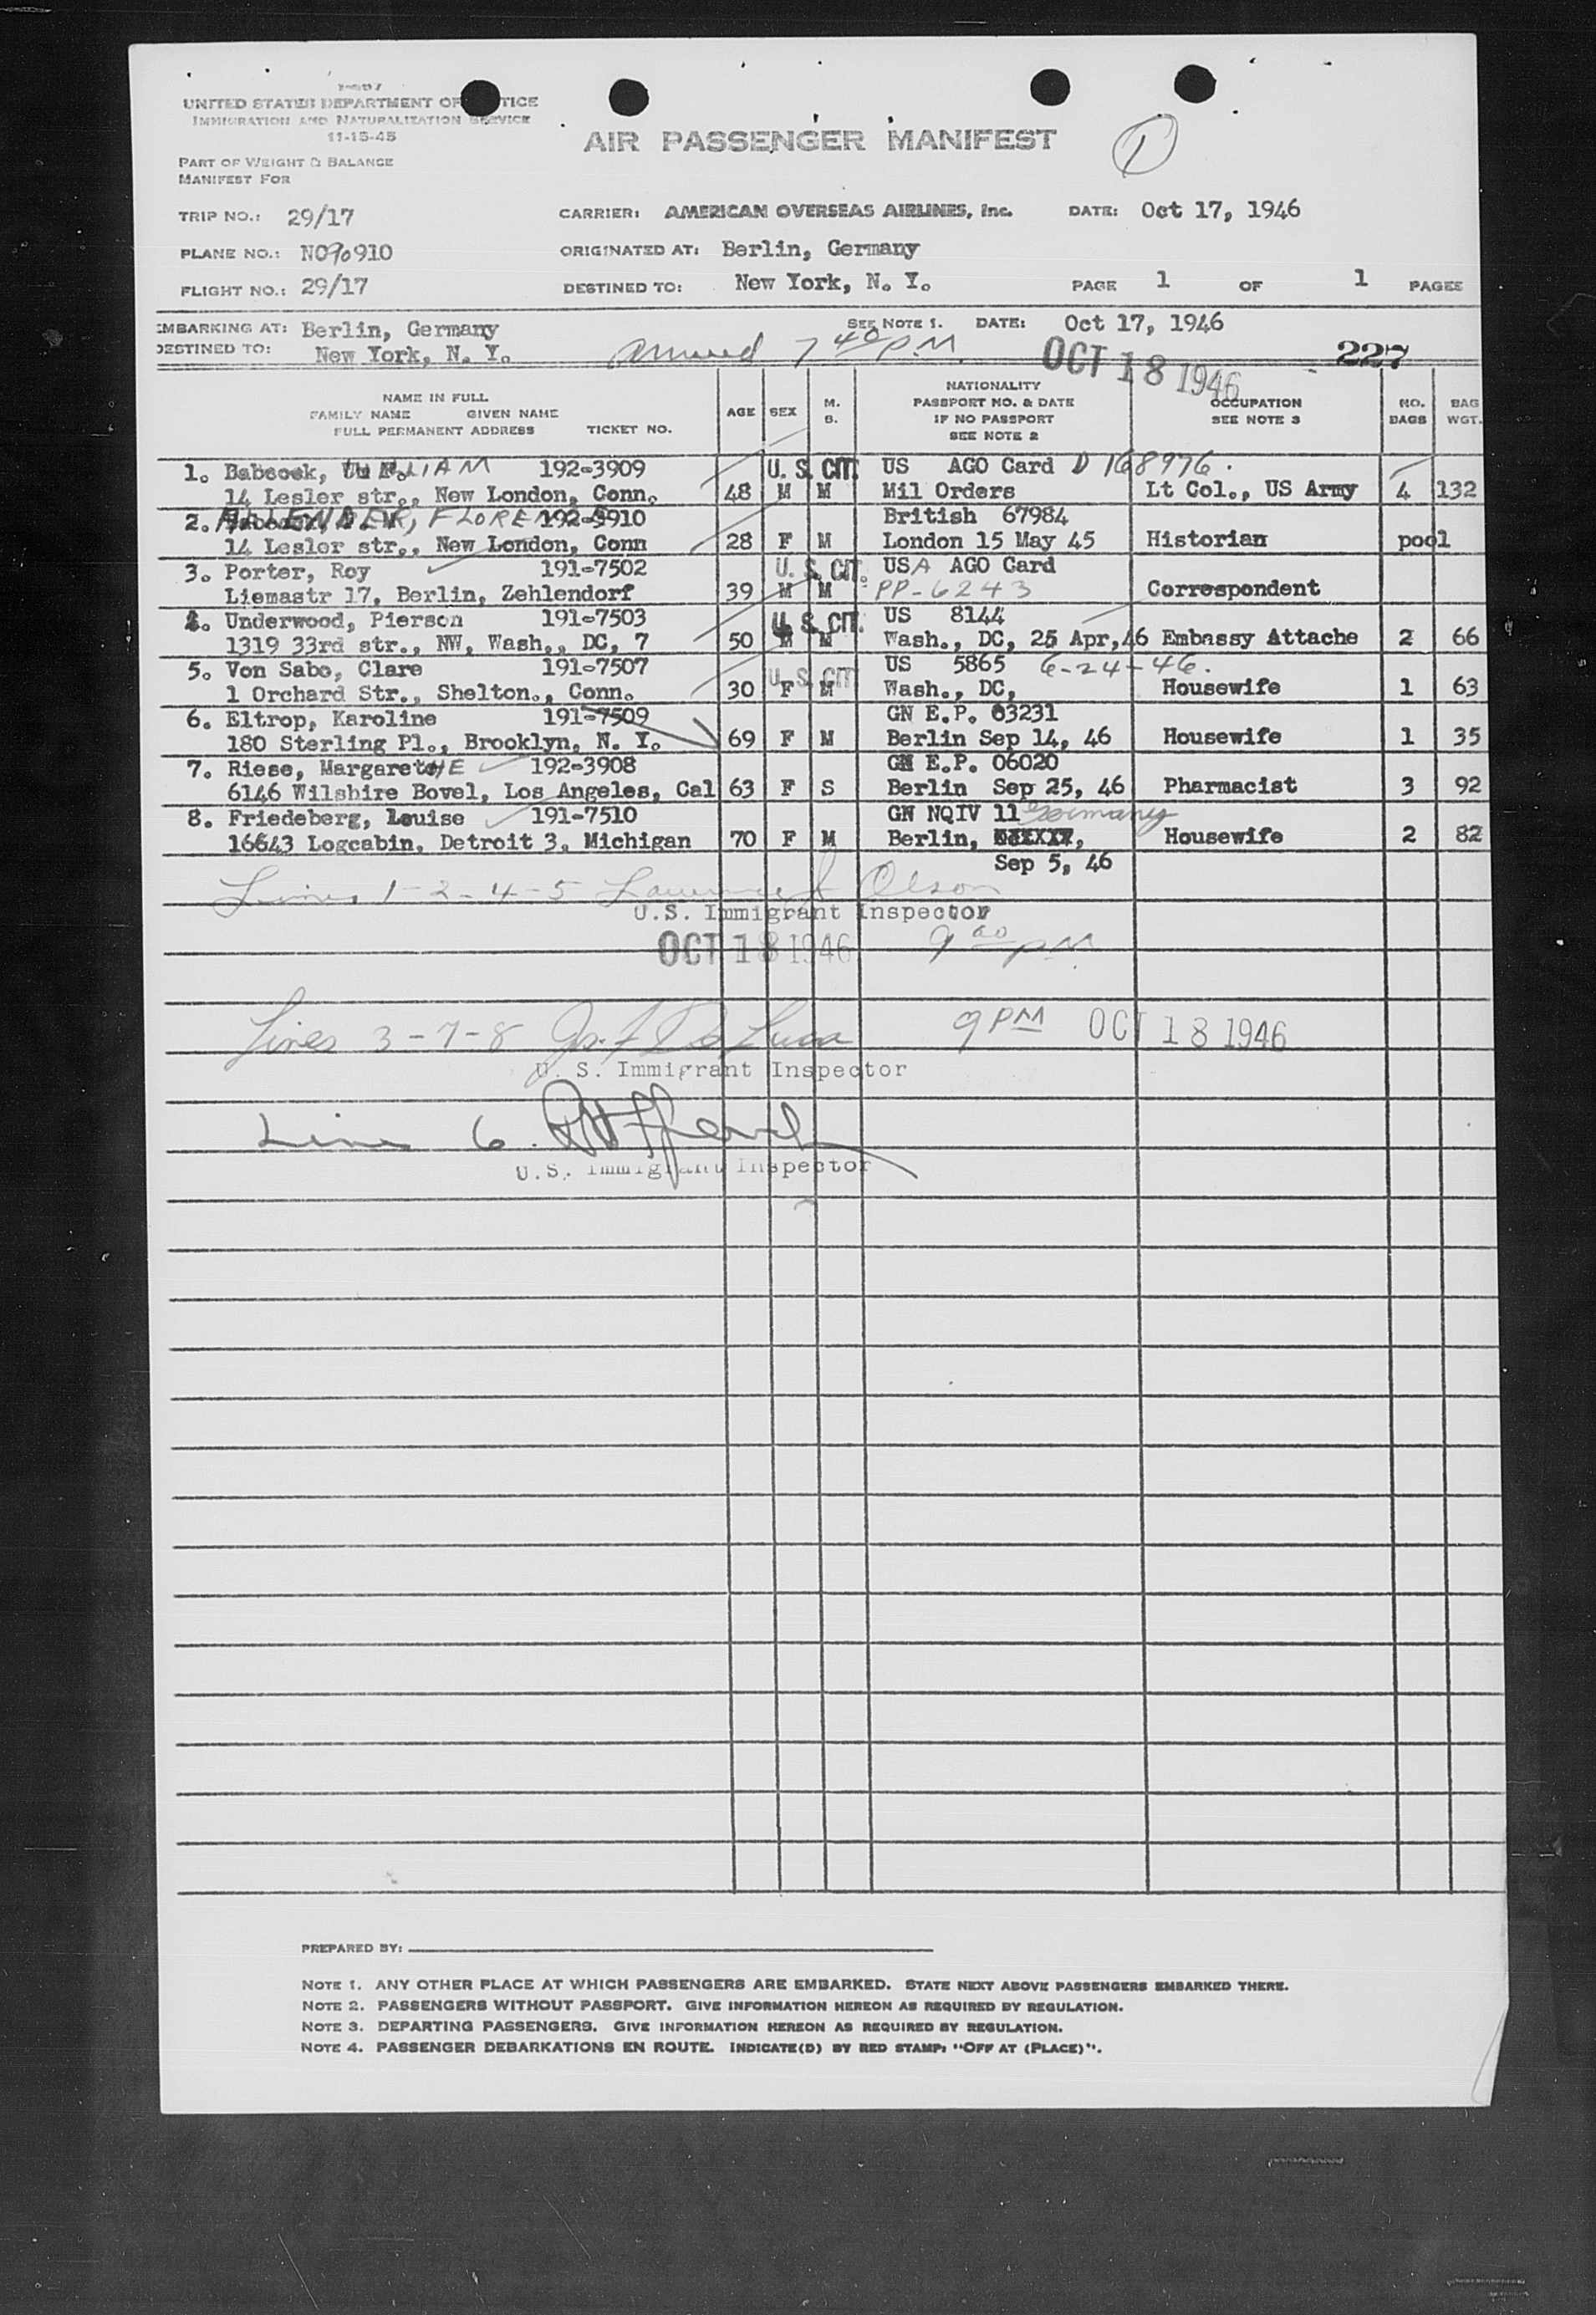 UNITED STATES DEPARTMENT OF JUSTICE
IMMIGRATION AND NATURALIZATION SERVICE
11-15-45
AIR PASSENGER MANIFEST
1
PART OF WEIGHT & BALANCE
MANIFEST FOR
TRIP NO.: 29/17 CARRIER: AMERICAN OVERSEAS AIRLINES, Inc. DATE: Oct 17, 1946
PLANE NO.: NC90910 ORIGINATED AT: Berlin, Germany
FLIGHT NO.: 29/17 DESTINED TO: New York, N. Y. PAGE 1 OF 1 PAGES
EMBARKING AT: Berlin, Germany SEE NOTE 1. DATE: Oct 17, 1946
DESTINED TO: New York, N. Y. Arrived 7 40 PM OCT 18 1946 227
NAME IN FULL
FAMILY NAME GIVEN NAME
FULL PERMANENT ADDRESS TICKET NO.
AGE SEX M. S.
NATIONALITY
PASSPORT NO. & DATE
IF NO PASSPORT
SEE NOTE 2
OCCUPATION
SEE NOTE 3
NO. BAGS
BAG WGT.
1. Babcock, WILLIAM 192-3909 U. S. CIT. US AGO Card D 168976.
14 Lesler str., New London, Conn. 48 M M Mil Orders Lt Col., US Army 4 132
2. FLORENCE 192-3910 British 67984
14 Lesler str., New London, Conn 28 F M London 15 May 45 Historian pool
3. Porter, Roy 191-7502 U. S. CIT. USA AGO Card
Liemastr 17, Berlin, Zehlendorf 39 M M PP-6243 Correspondent
4. Underwood, Pierson 191-7503 U. S. CIT. US 8144
1319 33rd str., NW, Wash., DC, 7 50 M M Wash., DC, 25 Apr,46 Embassy Attache 2 66
5. Von Sabo, Clare 191-7507 U. S. CIT US 5865 6-24-46.
1 Orchard Str., Shelton., Conn. 30 F M Wash., DC, Housewife 1 63
6. Eltrop, Karoline 191-7509 GN E.P. 03231
180 Sterling Pl., Brooklyn, N. Y. 69 F M Berlin Sep 14, 46 Housewife 1 35
7. Riese, MargaretHE 192-3908 GN E.P. 06020
6146 Wilshire Bovel, Los Angeles, Cal 63 F S Berlin Sep 25, 46 Pharmacist 3 92
8. Friedeberg, Louise 191-7510 GN NQIV 11 Germany
16643 Logcabin, Detroit 3, Michigan 70 F M Berlin, Housewife 2 82
Sep 5, 46
Lines 1-2-4-5 Lawrence J Olson
U.S. Immigrant Inspector
OCT 18 1946 9 00 PM
Lines 3-7-8 Jos. F De Luca 9 PM OCT 18 1946
U. S. Immigrant Inspector
Line 6.
U.S. Immigrant Inspector
PREPARED BY:
NOTE 1. ANY OTHER PLACE AT WHICH PASSENGERS ARE EMBARKED. STATE NEXT ABOVE PASSENGERS EMBARKED THERE.
NOTE 2. PASSENGERS WITHOUT PASSPORT. GIVE INFORMATION HEREON AS REQUIRED BY REGULATION.
NOTE 3. DEPARTING PASSENGERS. GIVE INFORMATION HEREON AS REQUIRED BY REGULATION.
NOTE 4. PASSENGER DEBARKATIONS EN ROUTE. INDICATE(D) BY RED STAMP: "OFF AT (PLACE)".